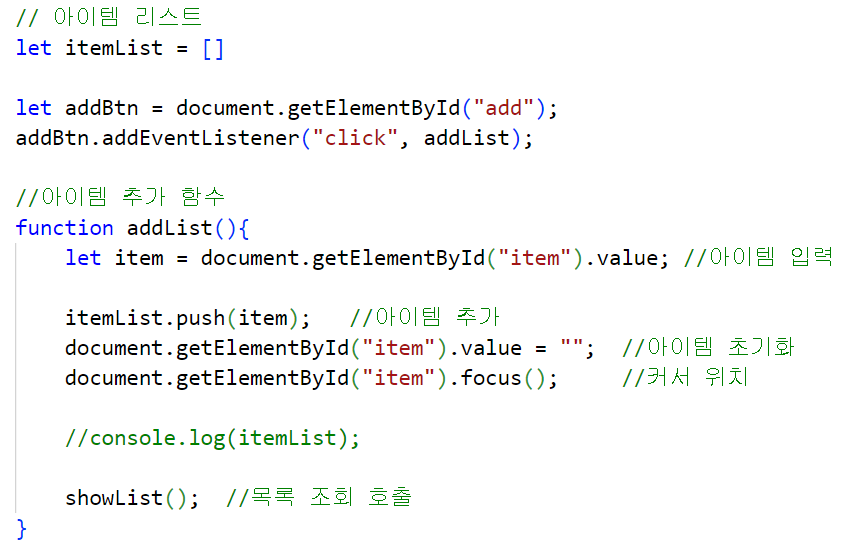 // 아이템 리스트
let itemList = []
let addBtn = document.getElementById("add");
addBtn.addEventListener("click", addList);
//아이템 추가 함수
function addList(){
let item = document.getElementById("item").value; //아이템 입력
itemList.push(item); //아이템 추가
document.getElementById("item").value = ""; //아이템 초기화
document.getElementById("item").focus(); //커서 위치
//console.log(itemList);
showList(); //목록 조회 호출
}